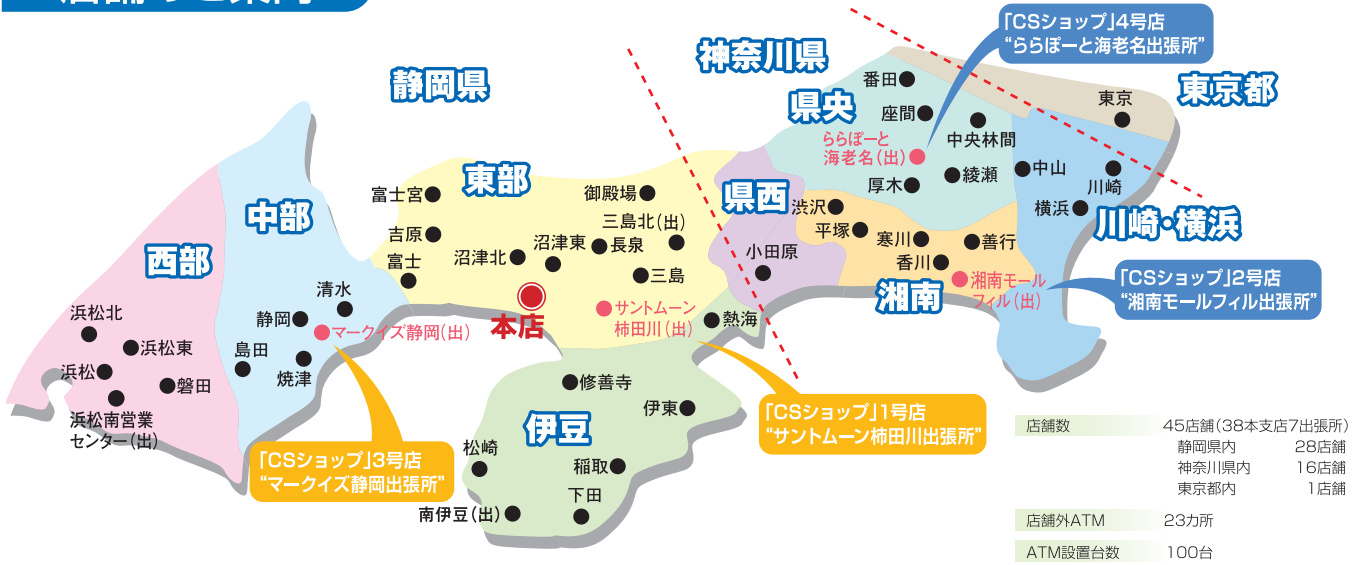 店舗のご案内
静岡県
神奈川県
東京都
「CSショップ」4号店
“ららぽーと海老名出張所”
県央
番田
座間
中央林間
ららぽーと
海老名(出)
厚木
綾瀬
東京
中山
川崎
横浜
川崎・横浜
県西
小田原
渋沢
平塚
寒川
香川
善行
湘南モール
フィル(出)
湘南
「CSショップ」2号店
“湘南モールフィル出張所”
東部
富士宮
吉原
富士
御殿場
三島北(出)
沼津東
長泉
沼津北
三島
本店
サントムーン
柿田川(出)
熱海
中部
清水
静岡
マークイズ静岡(出)
島田
焼津
西部
浜松北
浜松東
浜松
磐田
浜松南営業
センター(出)
伊豆
修善寺
伊東
松崎
稲取
下田
南伊豆(出)
「CSショップ」3号店
“マークイズ静岡出張所”
「CSショップ」1号店
“サントムーン柿田川出張所”
店舗数 45店舗(38本支店7出張所)
静岡県内 28店舗
神奈川県内 16店舗
東京都内 1店舗
店舗外ATM 23カ所
ATM設置台数 100台